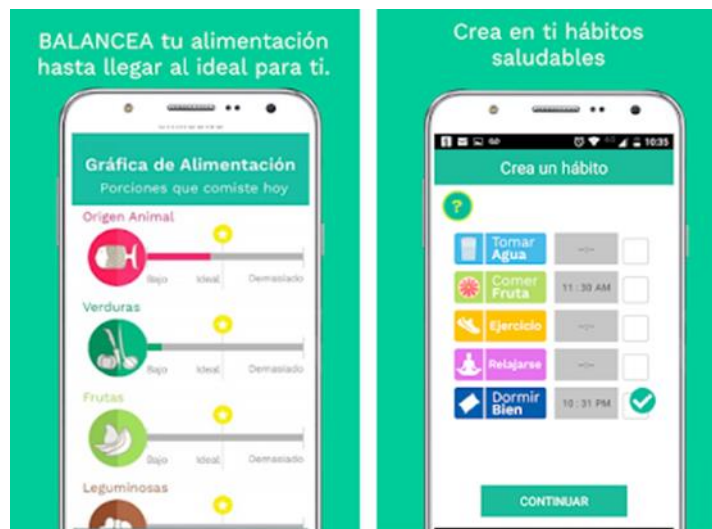 BALANCEA tu alimentación
hasta llegar al ideal para ti.
Gráfica de Alimentación
Porciones que comiste hoy
Origen Animal
Bajo Ideal Demasiado
Verduras
Bajo Ideal Demasiado
Frutas
Bajo Ideal Demasiado
Leguminosas
Crea en ti hábitos
saludables
10:35
Crea un hábito
?
Tomar
Agua
--:--
Comer
Fruta
11:30 AM
Ejercicio
--:--
Relajarse
--:--
Dormir
Bien
10:31 PM
CONTINUAR